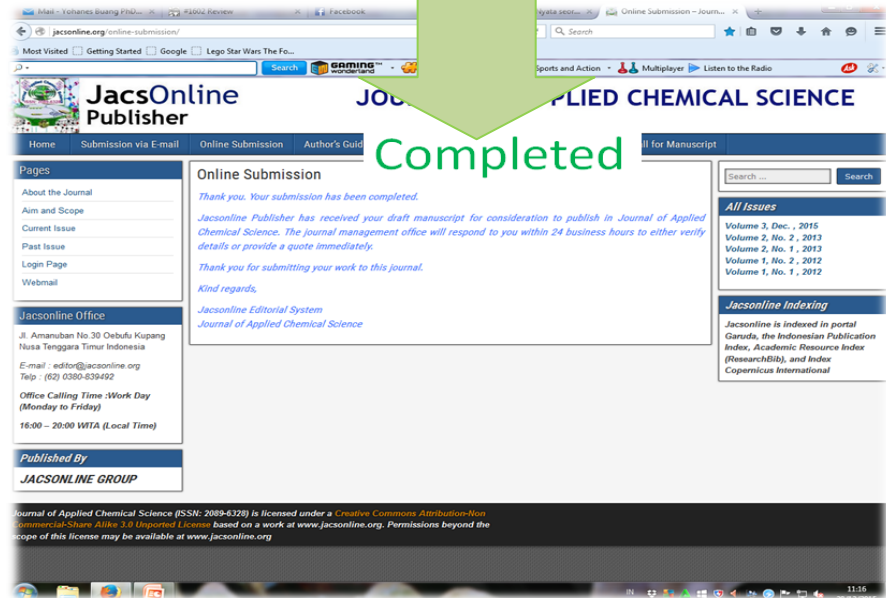 Mail - Yohanes Buang PhD...
#1602 Review
Facebook
Online Submission – Journ...
jacsonline.org/online-submission/
Search
Most Visited
Getting Started
Google
Lego Star Wars The Fo...
Search
GAMING wonderland
Sports and Action
Multiplayer
Listen to the Radio
JacsOnline
Publisher
PLIED CHEMICAL SCIENCE
Home
Submission via E-mail
Online Submission
Author's Guid
ll for Manuscript
Completed
Pages
About the Journal
Aim and Scope
Current Issue
Past Issue
Login Page
Webmail
Jacsonline Office
Jl. Amanuban No.30 Oebufu Kupang
Nusa Tenggara Timur Indonesia
E-mail : editor@jacsonline.org
Telp : (62) 0380-839492
Office Calling Time :Work Day
(Monday to Friday)
16:00 – 20:00 WITA (Local Time)
Published By
JACSONLINE GROUP
Online Submission
Thank you. Your submission has been completed.
Jacsonline Publisher has received your draft manuscript for consideration to publish in Journal of Applied
Chemical Science. The journal management office will respond to you within 24 business hours to either verify
details or provide a quote immediately.
Thank you for submitting your work to this journal.
Kind regards,
Jacsonline Editorial System
Journal of Applied Chemical Science
Search ...
Search
All Issues
Volume 3, Dec. , 2015
Volume 2, No. 2 , 2013
Volume 2, No. 1 , 2013
Volume 1, No. 2 , 2012
Volume 1, No. 1 , 2012
Jacsonline Indexing
Jacsonline is indexed in portal
Garuda, the Indonesian Publication
Index, Academic Resource Index
(ResearchBib), and Index
Copernicus International
Journal of Applied Chemical Science (ISSN: 2089-6328) is licensed under a Creative Commons Attribution-Non
Commercial-Share Alike 3.0 Unported License based on a work at www.jacsonline.org. Permissions beyond the
scope of this license may be available at www.jacsonline.org
IN
11:16